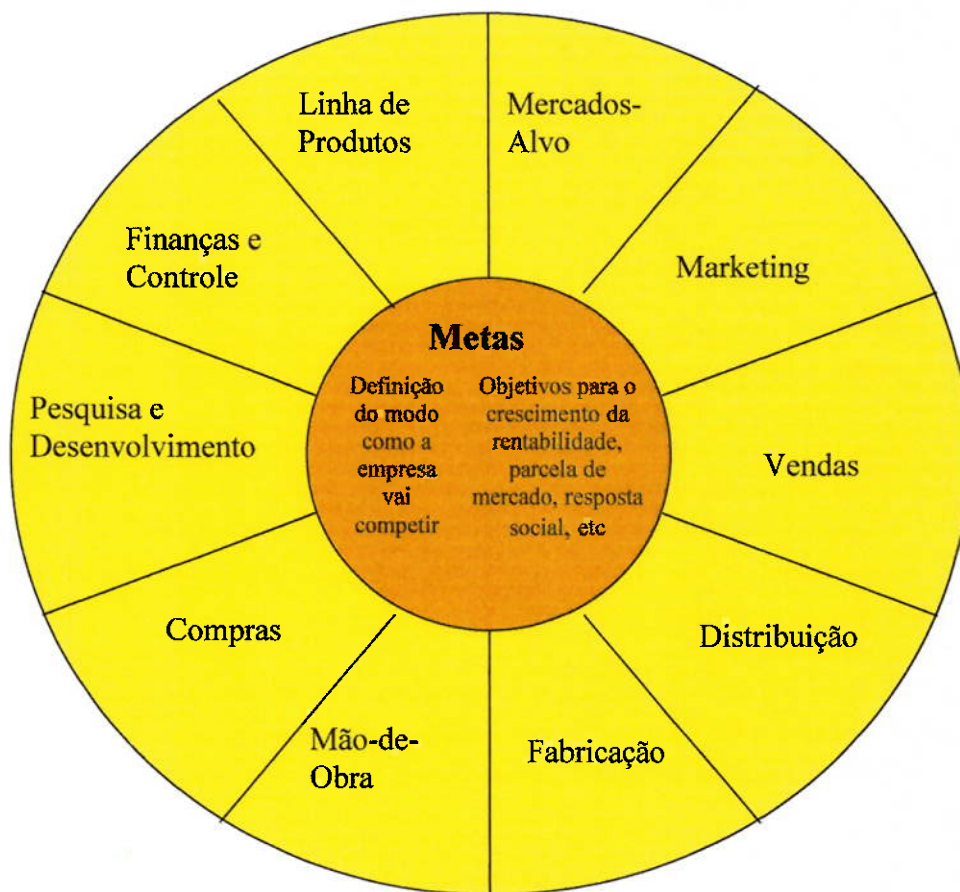 Linha de
Produtos
Mercados-
Alvo
Marketing
Vendas
Distribuição
Fabricação
Mão-de-
Obra
Compras
Pesquisa e
Desenvolvimento
Finanças e
Controle
Metas
Definição
do modo
como a
empresa
vai
competir
Objetivos para o
crescimento da
rentabilidade,
parcela de
mercado, resposta
social, etc